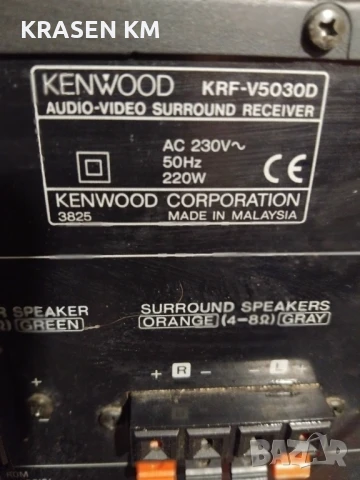 KRASEN KM
KENWOOD KRF-V5030D
AUDIO-VIDEO SURROUND RECEIVER
AC 230V~
50Hz
220W
CE
KENWOOD CORPORATION
3825 MADE IN MALAYSIA
R SPEAKER
GREEN
SURROUND SPEAKERS
ORANGE (4–8Ω) GRAY
+ R − − L
+
−
BAZAR